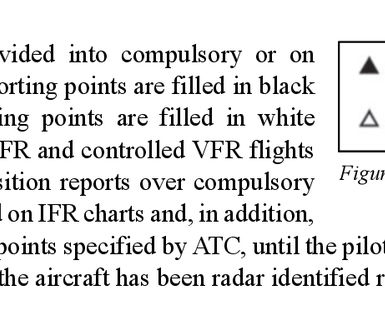 vided into compulsory or on
orting points are filled in black
ing points are filled in white
FR and controlled VFR flights
sition reports over compulsory
Figur
d on IFR charts and, in addition,
points specified by ATC, until the pilot
the aircraft has been radar identified r